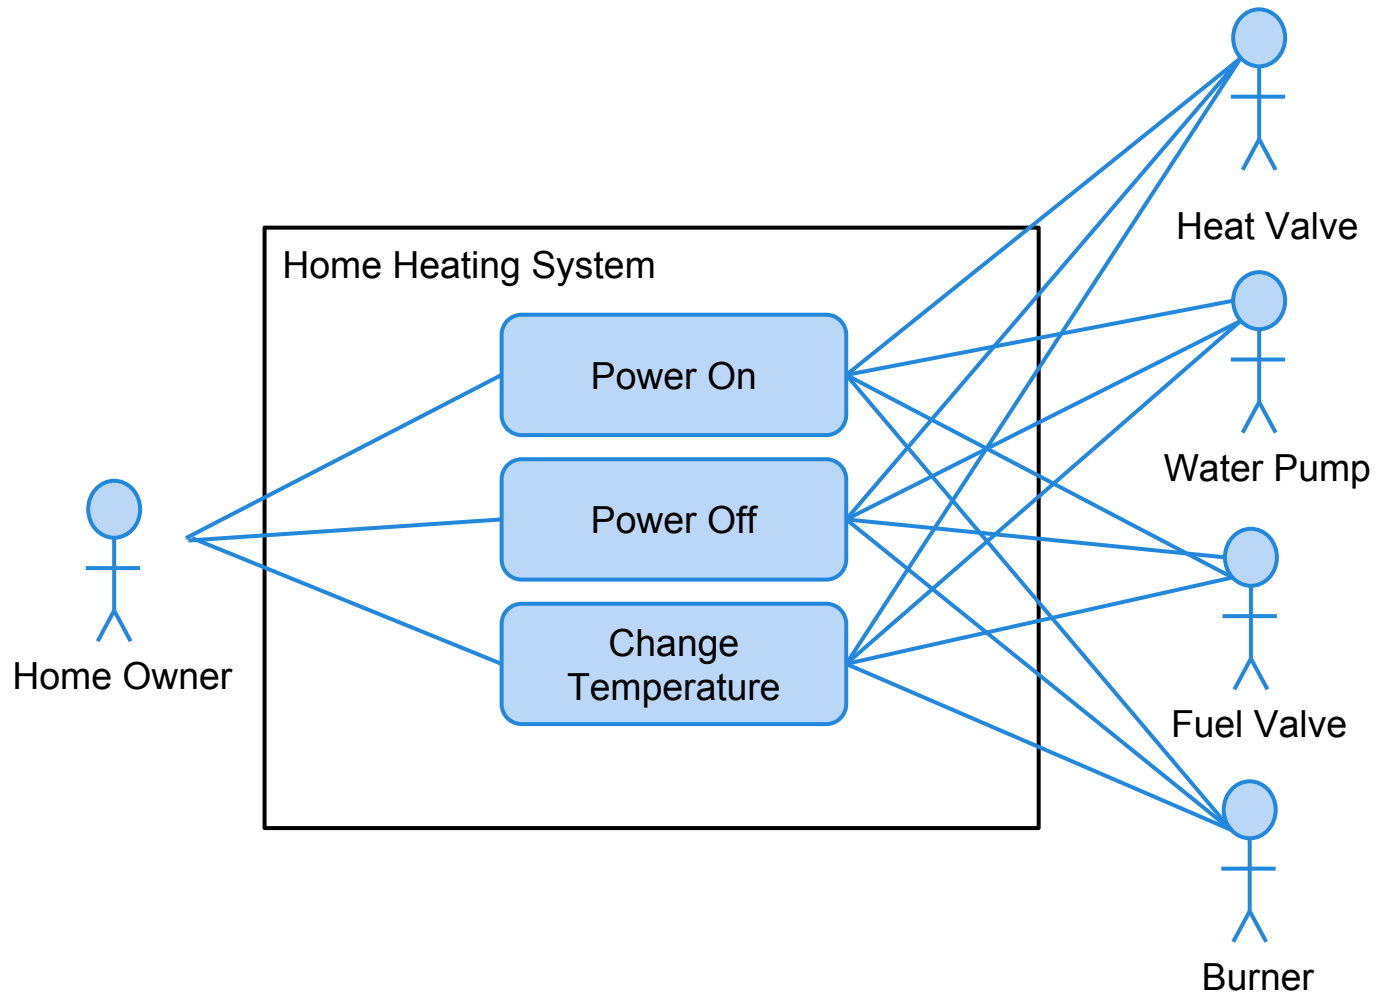 Heat Valve
Home Heating System
Power On
Water Pump
Power Off
Change
Temperature
Home Owner
Fuel Valve
Burner